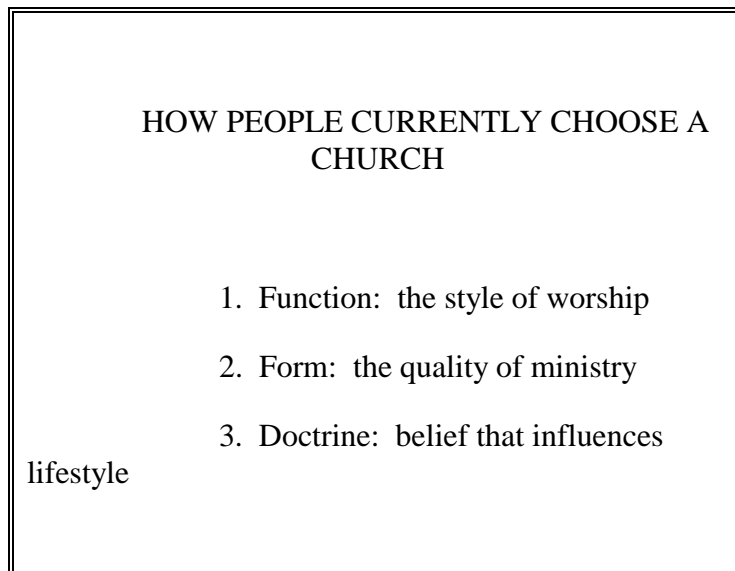 HOW PEOPLE CURRENTLY CHOOSE A
CHURCH
1. Function: the style of worship
2. Form: the quality of ministry
3. Doctrine: belief that influences
lifestyle